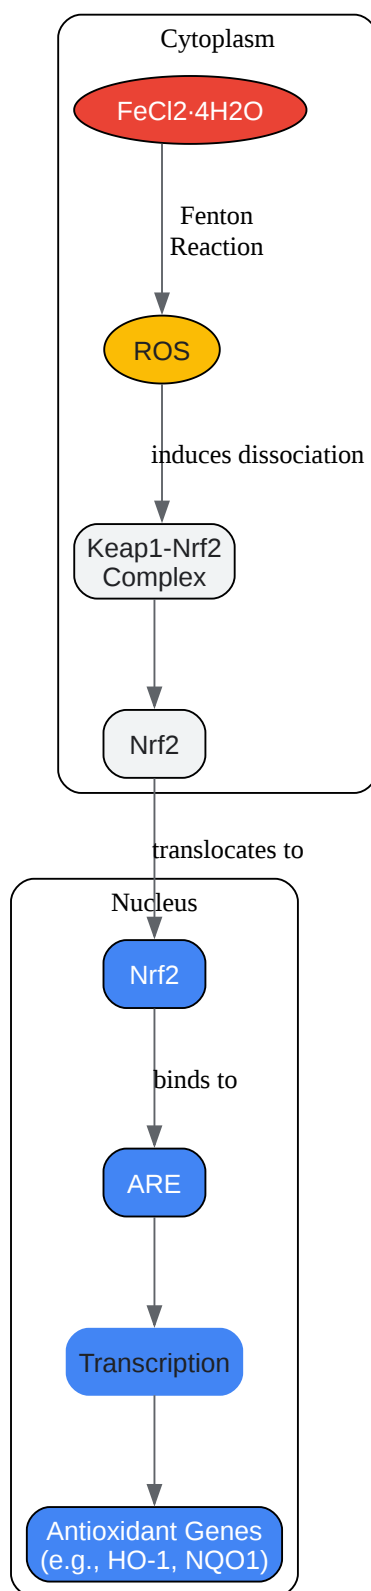 Cytoplasm
FeCl2·4H2O
Fenton
Reaction
ROS
induces dissociation
Keap1-Nrf2
Complex
Nrf2
translocates to
Nucleus
Nrf2
binds to
ARE
Transcription
Antioxidant Genes
(e.g., HO-1, NQO1)